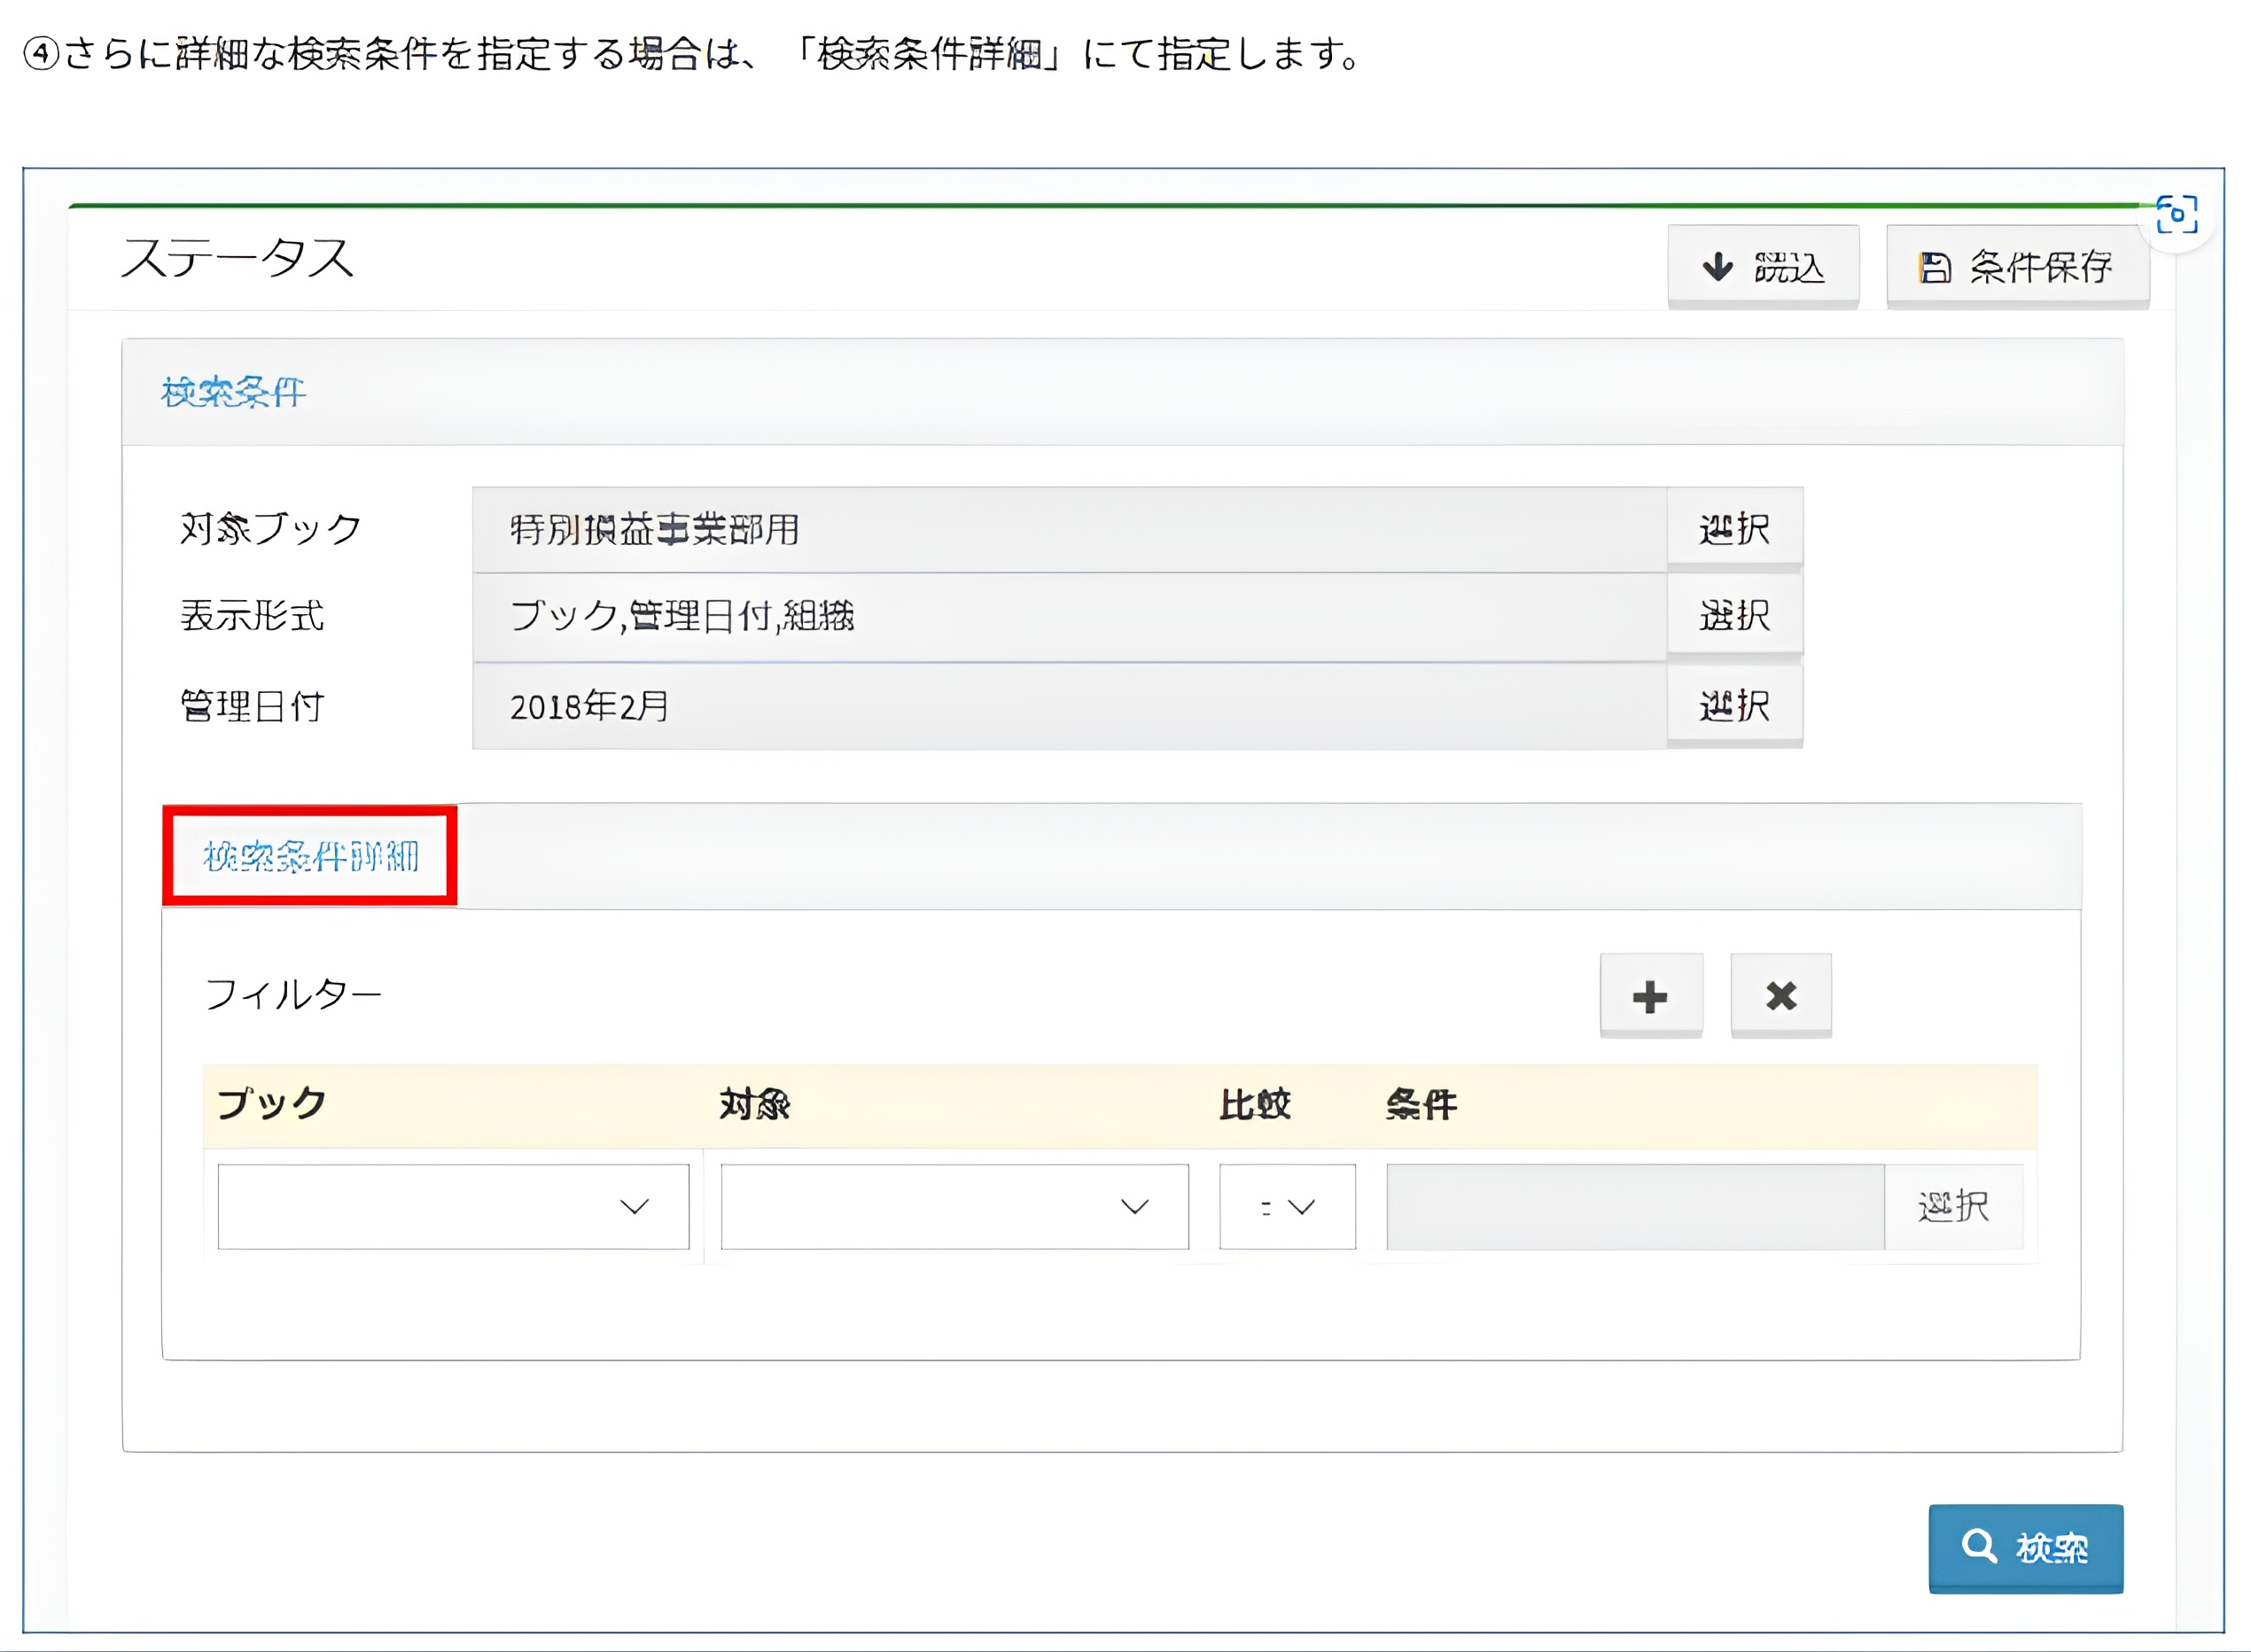 ④さらに詳細な検索条件を指定する場合は、「検索条件詳細」にて指定します。
ステータス
読込 条件保存
検索条件
対象ブック 特別損益事業部用 選択
表示形式 ブック,管理日付,組織 選択
管理日付 2018年2月 選択
検索条件詳細
フィルター
ブック 対象 比較 条件
= 選択
検索